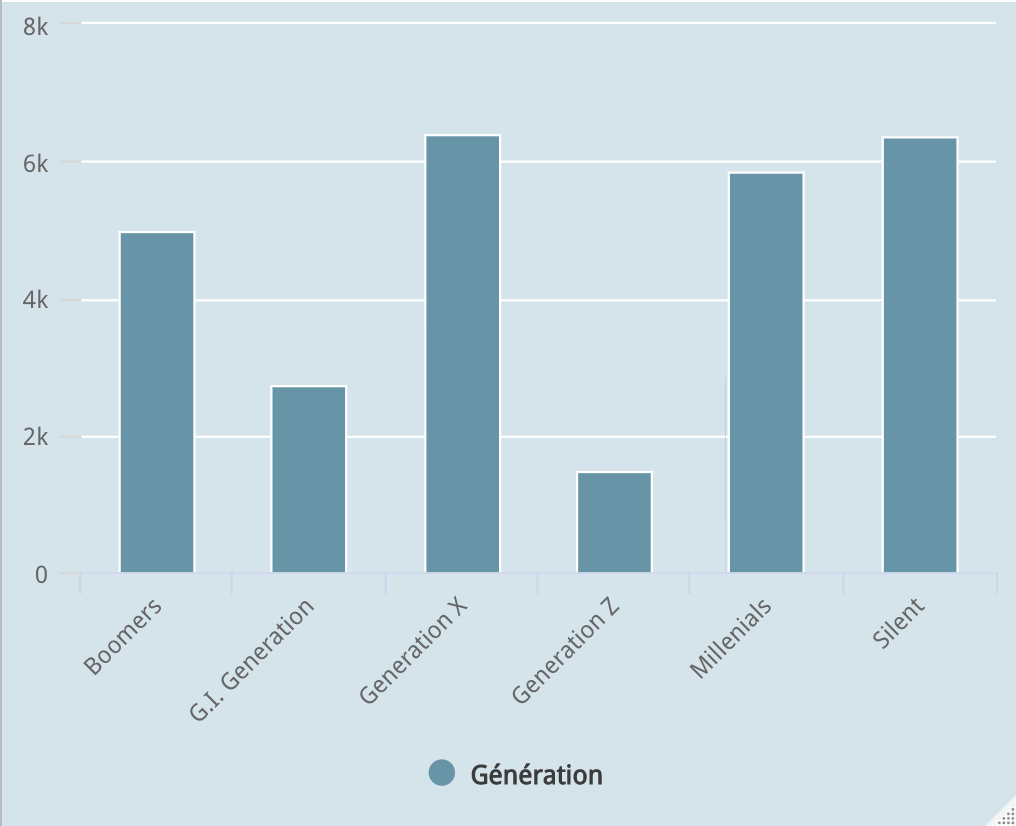 8k
6k
4k
2k
0
Boomers
G.I. Generation
Generation X
Generation Z
Millenials
Silent
Génération